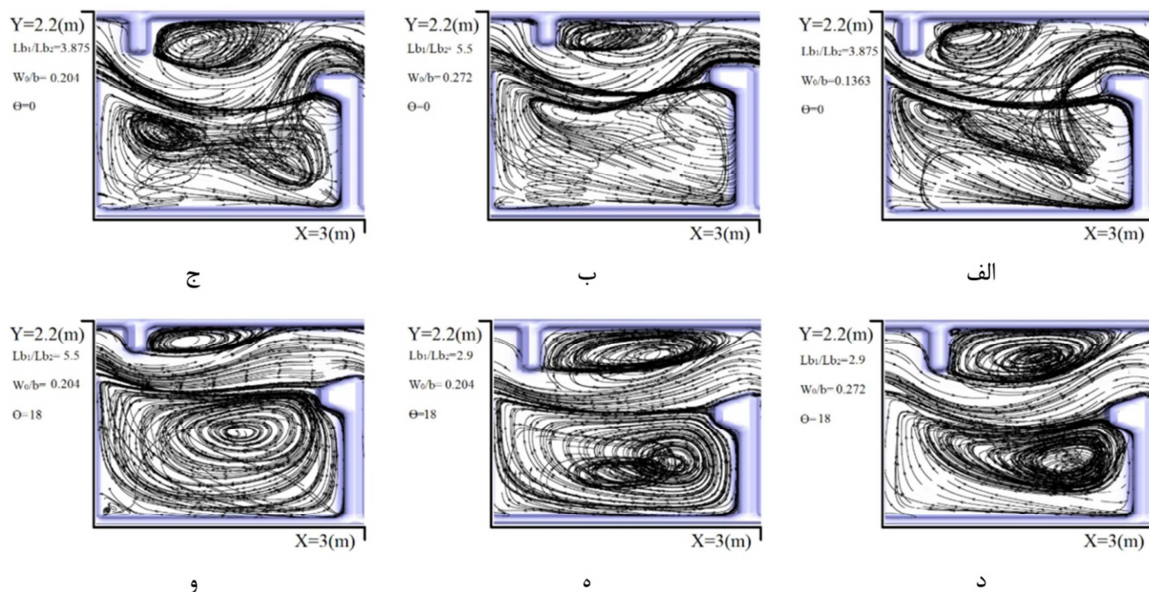 Y=2.2(m)
Lb₁/Lb₂=3.875
W₀/b= 0.204
Ө=0
X=3(m)
ج
Y=2.2(m)
Lb₁/Lb₂= 5.5
W₀/b= 0.272
Ө=0
X=3(m)
ب
Y=2.2(m)
Lb₁/Lb₂=3.875
W₀/b=0.1363
Ө=0
X=3(m)
الف
Y=2.2(m)
Lb₁/Lb₂= 5.5
W₀/b= 0.204
Ө=18
X=3(m)
و
Y=2.2(m)
Lb₁/Lb₂=2.9
W₀/b= 0.204
Ө=18
X=3(m)
ه
Y=2.2(m)
Lb₁/Lb₂=2.9
W₀/b= 0.272
Ө= 18
X=3(m)
د